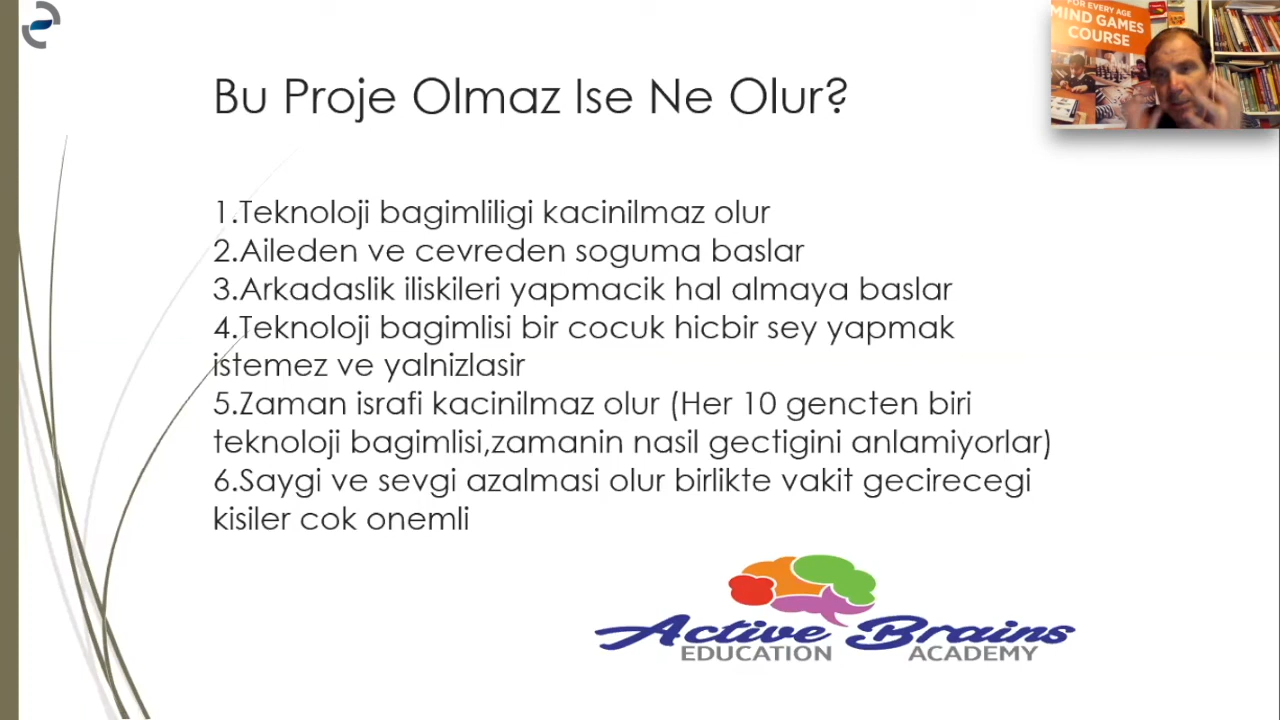 FOR EVERY AGE
MIND GAMES
COURSE
Bu Proje Olmaz Ise Ne Olur?
1.Teknoloji bagimliligi kacinilmaz olur
2.Aileden ve cevreden soguma baslar
3.Arkadaslik iliskileri yapmacik hal almaya baslar
4.Teknoloji bagimlisi bir cocuk hicbir sey yapmak
istemez ve yalnizlasir
5.Zaman israfi kacinilmaz olur (Her 10 gencten biri
teknoloji bagimlisi,zamanin nasil gectigini anlamiyorlar)
6.Saygi ve sevgi azalmasi olur birlikte vakit gecirecegi
kisiler cok onemli
Active Brains
EDUCATION ACADEMY